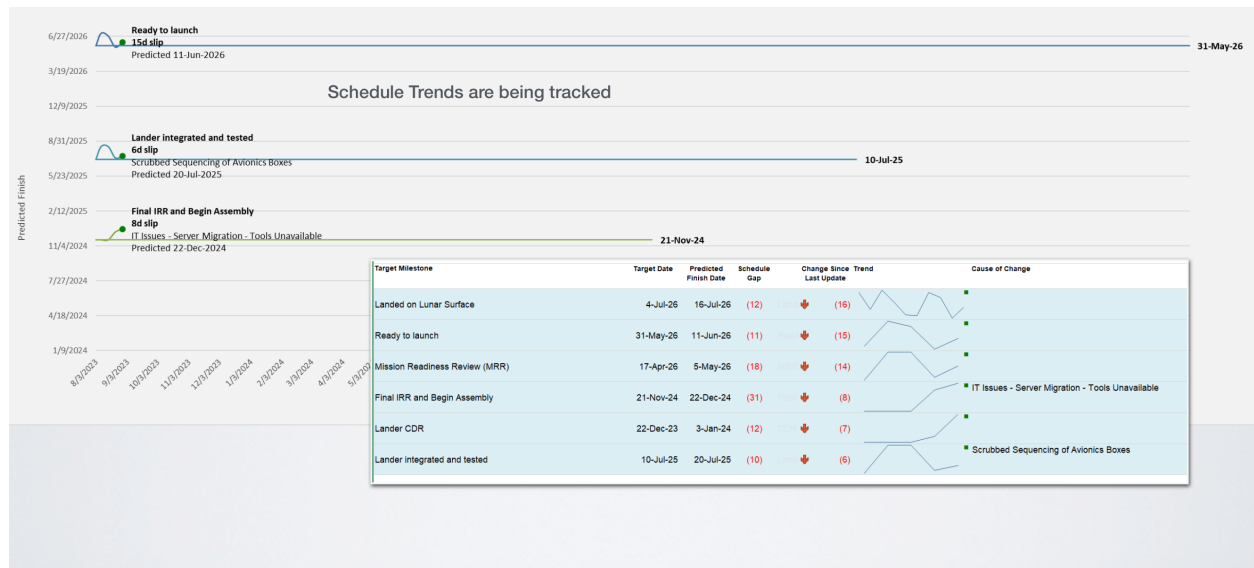 Ready to launch
15d slip
Predicted 11-Jun-2026
31-May-26
Schedule Trends are being tracked
Lander integrated and tested
6d slip
Scrubbed Sequencing of Avionics Boxes
Predicted 20-Jul-2025
10-Jul-25
Final IRR and Begin Assembly
8d slip
IT Issues - Server Migration - Tools Unavailable
Predicted 22-Dec-2024
21-Nov-24
Predicted Finish
6/27/2026
3/19/2026
12/9/2025
8/31/2025
5/23/2025
2/12/2025
11/4/2024
7/27/2024
4/18/2024
1/9/2024
8/3/2023
9/3/2023
10/3/2023
11/3/2023
12/3/2023
1/3/2024
2/3/2024
3/3/2024
4/3/2024
Target Milestone Target Date Predicted Finish Date Schedule Gap Change Since Last Update Trend Cause of Change
Landed on Lunar Surface 4-Jul-26 16-Jul-26 (12) (16)
Ready to launch 31-May-26 11-Jun-26 (11) (15)
Mission Readiness Review (MRR) 17-Apr-26 5-May-26 (18) (14)
Final IRR and Begin Assembly 21-Nov-24 22-Dec-24 (31) (8) IT Issues - Server Migration - Tools Unavailable
Lander CDR 22-Dec-23 3-Jan-24 (12) (7)
Lander integrated and tested 10-Jul-25 20-Jul-25 (10) (6) Scrubbed Sequencing of Avionics Boxes